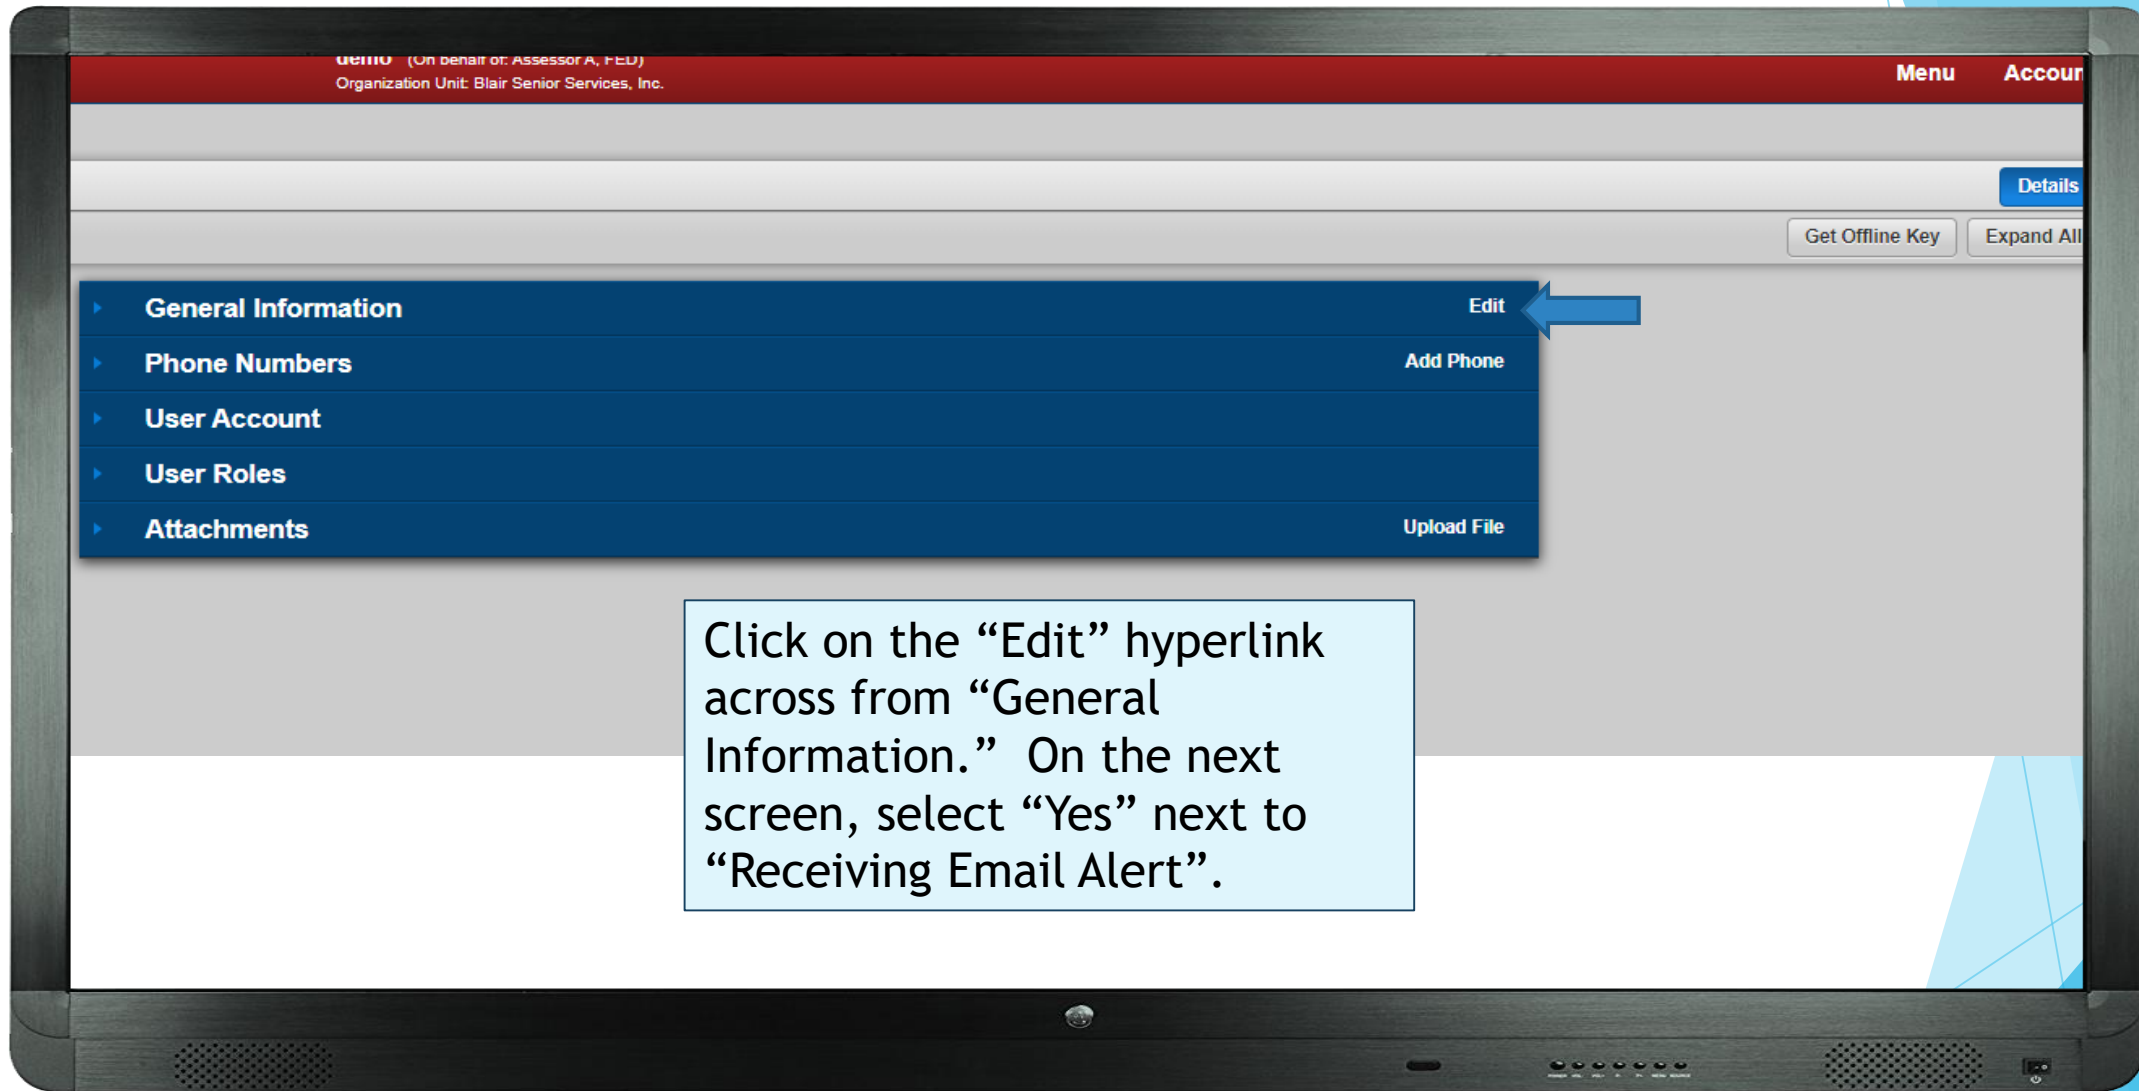 demo (On behalf of: Assessor A, FED)
Organization Unit: Blair Senior Services, Inc.
Menu Accoun
Details
Get Offline Key Expand All
General Information Edit
Phone Numbers Add Phone
User Account
User Roles
Attachments Upload File
Click on the “Edit” hyperlink
across from “General
Information.” On the next
screen, select “Yes” next to
“Receiving Email Alert”.